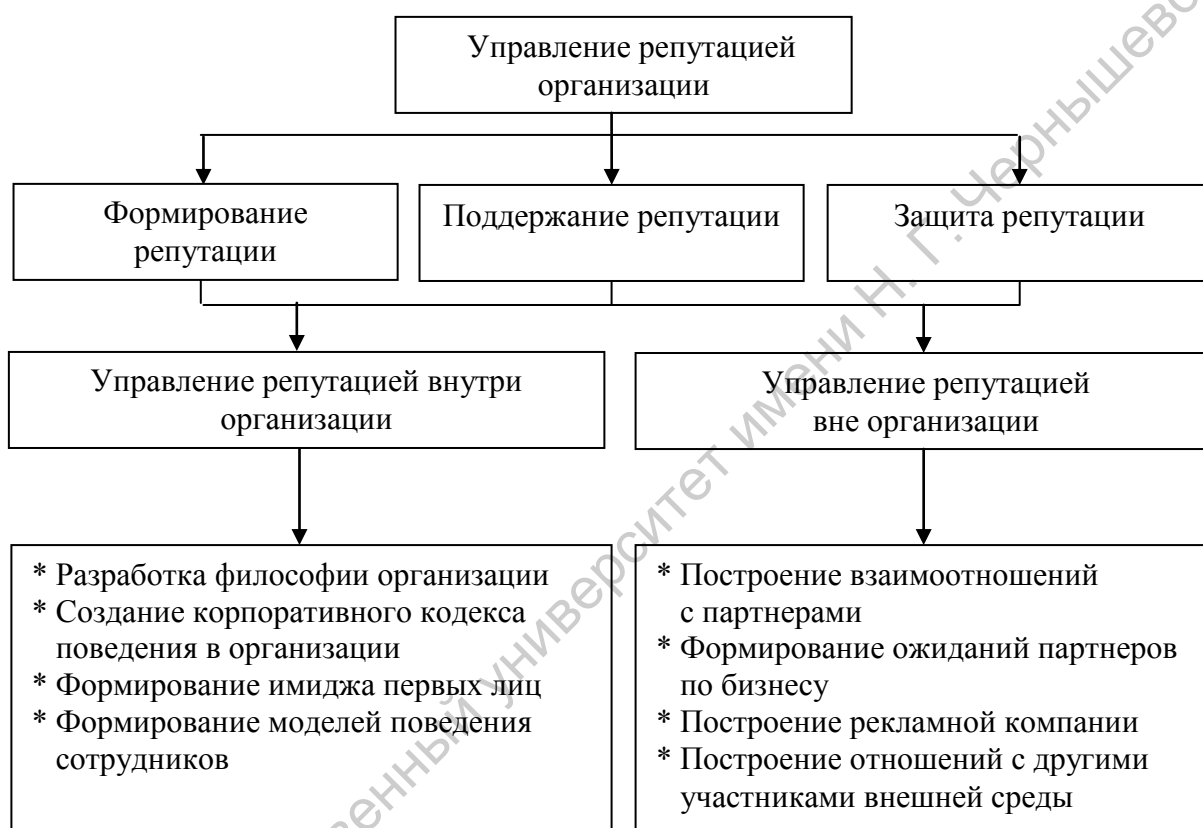 Управление репутацией
организации
Формирование
репутации
Поддержание репутации
Защита репутации
Управление репутацией внутри
организации
Управление репутацией
вне организации
* Разработка философии организации
* Создание корпоративного кодекса
поведения в организации
* Формирование имиджа первых лиц
* Формирование моделей поведения
сотрудников
* Построение взаимоотношений
с партнерами
* Формирование ожиданий партнеров
по бизнесу
* Построение рекламной компании
* Построение отношений с другими
участниками внешней среды
университет имени Н. Г.